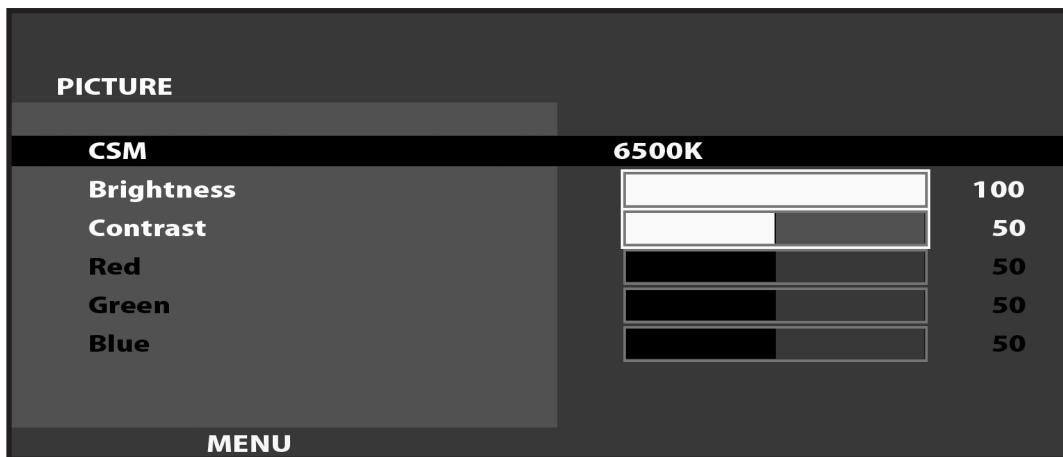 PICTURE
CSM 6500K
Brightness 100
Contrast 50
Red 50
Green 50
Blue 50
MENU